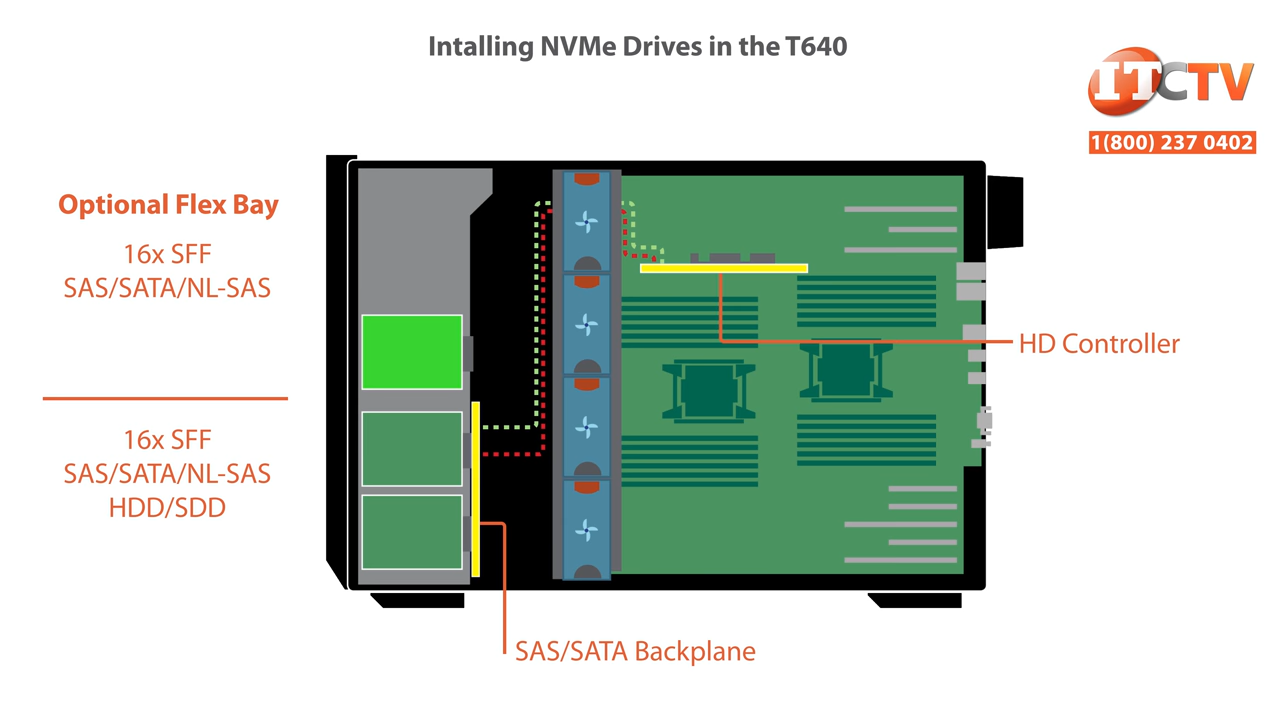 Intalling NVMe Drives in the T640
ITCTV
1(800) 237 0402
Optional Flex Bay
16x SFF
SAS/SATA/NL-SAS
16x SFF
SAS/SATA/NL-SAS
HDD/SDD
HD Controller
SAS/SATA Backplane